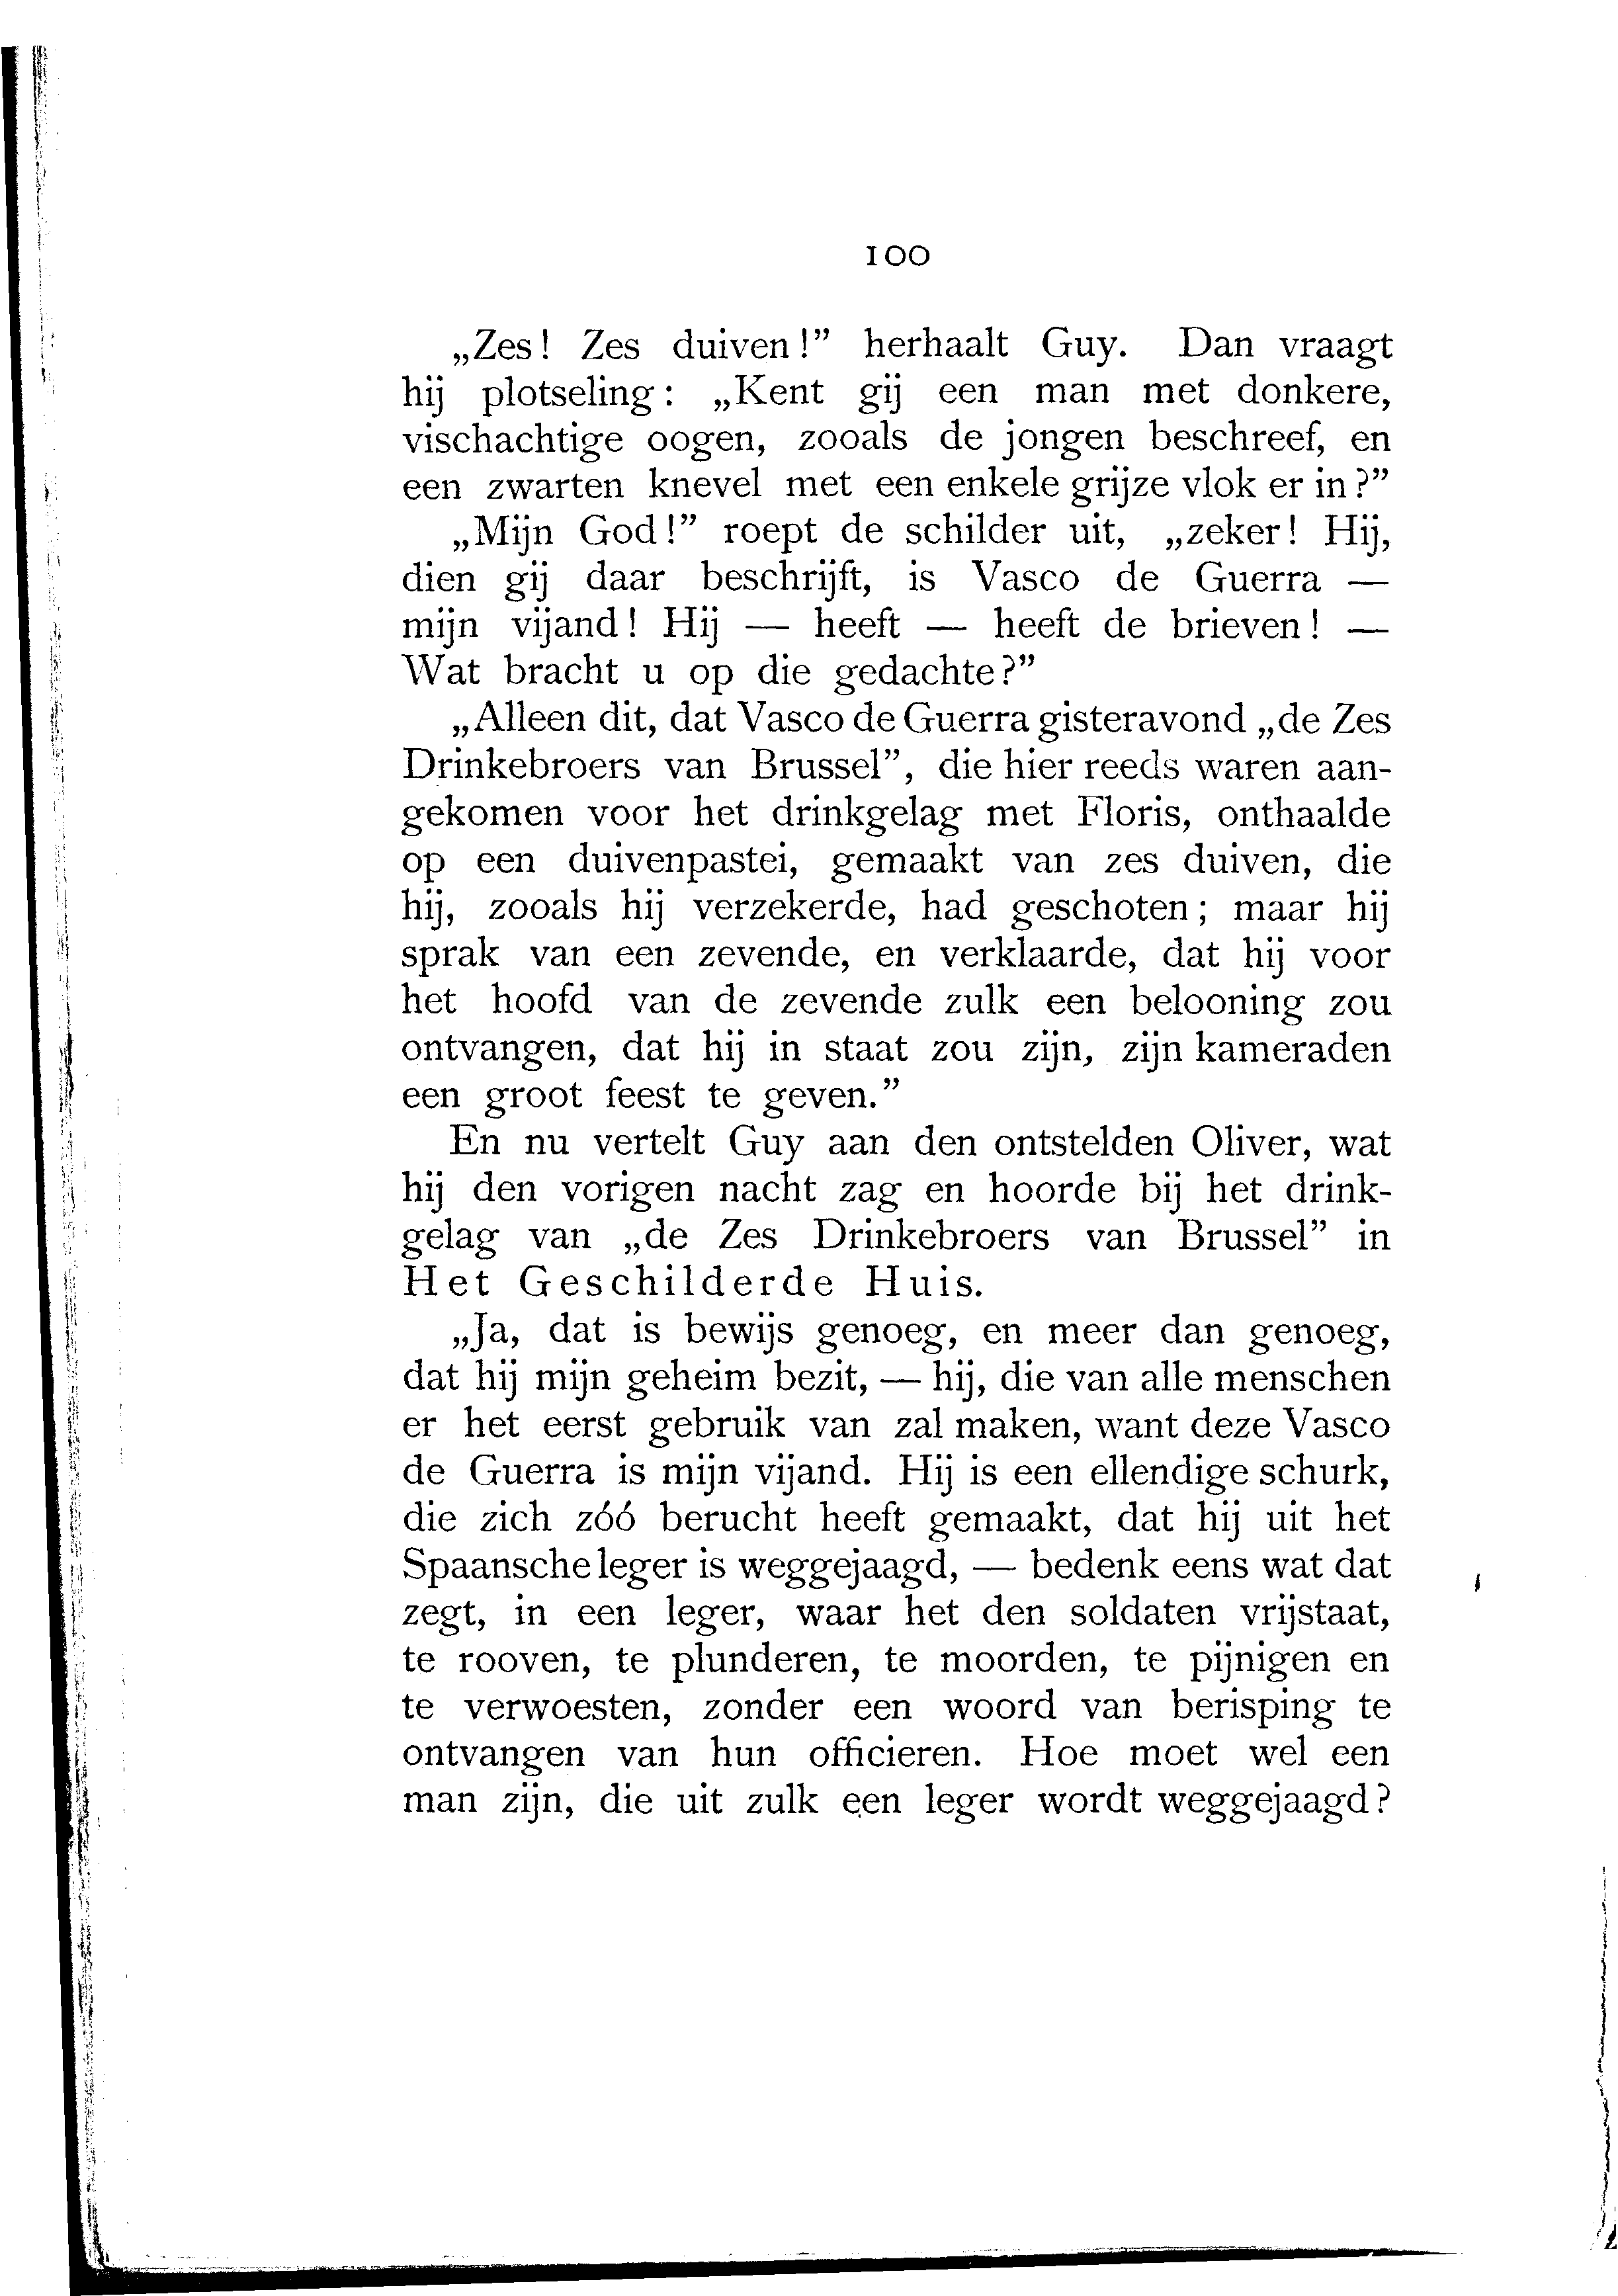 100
„Zes! Zes duiven!” herhaalt Guy. Dan vraagt
hij plotseling: „Kent gij een man met donkere,
vischachtige oogen, zooals de jongen beschreef, en
een zwarten knevel met een enkele grijze vlok er in?”
„Mijn God!” roept de schilder uit, „zeker! Hij,
dien gij daar beschrijft, is Vasco de Guerra —
mijn vijand! Hij — heeft — heeft de brieven! —
Wat bracht u op die gedachte?”
„Alleen dit, dat Vasco de Guerra gisteravond „de Zes
Drinkebroers van Brussel”, die hier reeds waren aan-
gekomen voor het drinkgelag met Floris, onthaalde
op een duivenpastei, gemaakt van zes duiven, die
hij, zooals hij verzekerde, had geschoten; maar hij
sprak van een zevende, en verklaarde, dat hij voor
het hoofd van de zevende zulk een belooning zou
ontvangen, dat hij in staat zou zijn, zijn kameraden
een groot feest te geven.”
En nu vertelt Guy aan den ontstelden Oliver, wat
hij den vorigen nacht zag en hoorde bij het drink-
gelag van „de Zes Drinkebroers van Brussel” in
Het Geschilderde Huis.
„Ja, dat is bewijs genoeg, en meer dan genoeg,
dat hij mijn geheim bezit, — hij, die van alle menschen
er het eerst gebruik van zal maken, want deze Vasco
de Guerra is mijn vijand. Hij is een ellendige schurk,
die zich zóó berucht heeft gemaakt, dat hij uit het
Spaansche leger is weggejaagd, — bedenk eens wat dat
zegt, in een leger, waar het den soldaten vrijstaat,
te rooven, te plunderen, te moorden, te pijnigen en
te verwoesten, zonder een woord van berisping te
ontvangen van hun officieren. Hoe moet wel een
man zijn, die uit zulk een leger wordt weggejaagd?